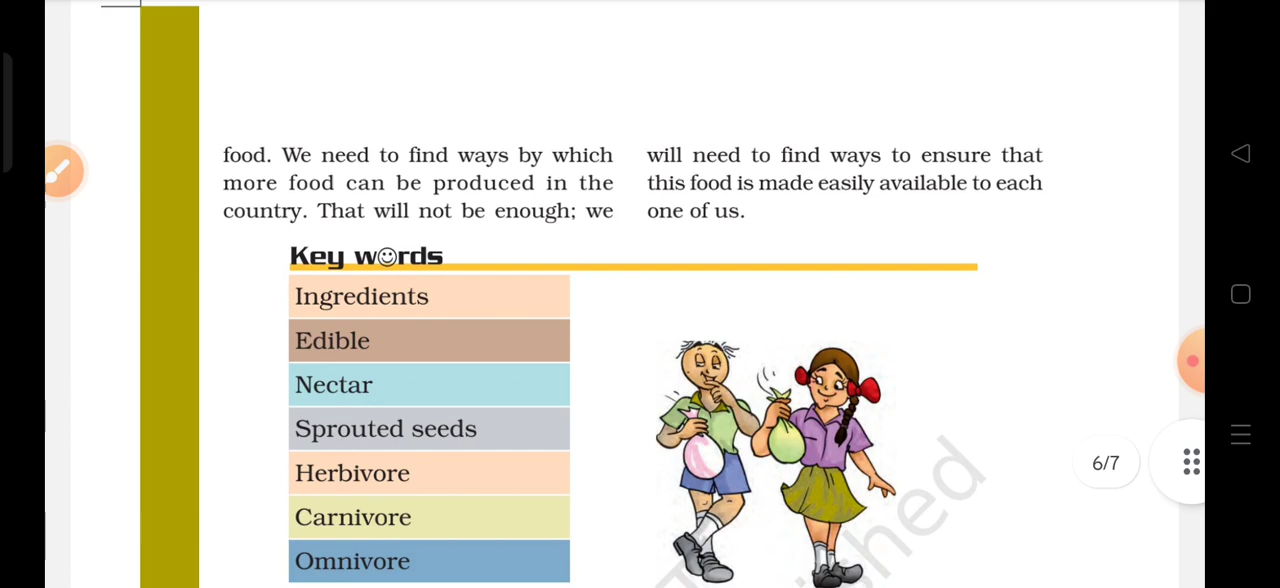 food. We need to find ways by which
more food can be produced in the
country. That will not be enough; we
will need to find ways to ensure that
this food is made easily available to each
one of us.
Key words
Ingredients
Edible
Nectar
Sprouted seeds
Herbivore
Carnivore
Omnivore
6/7